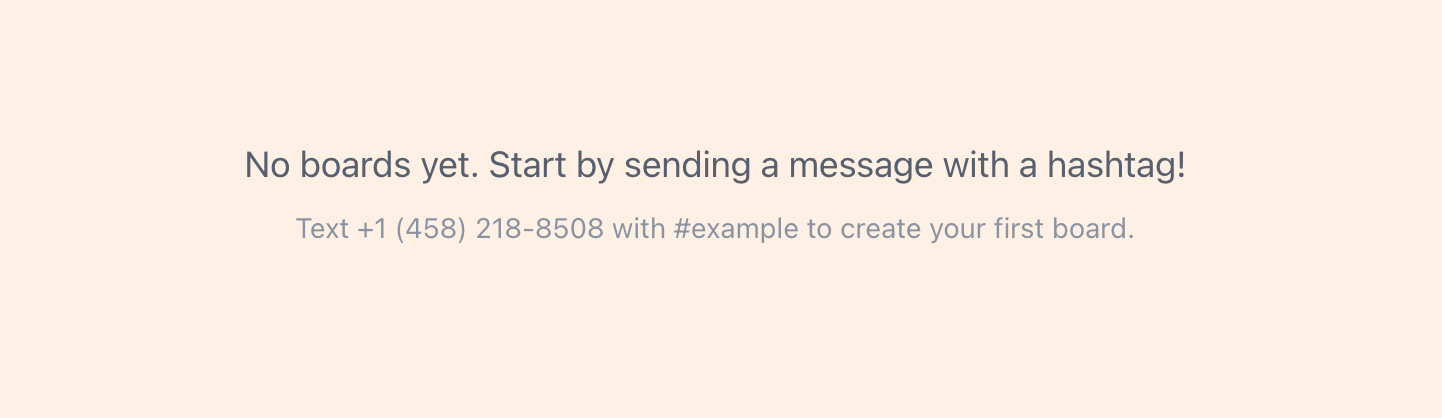 No boards yet. Start by sending a message with a hashtag!
Text +1 (458) 218-8508 with #example to create your first board.